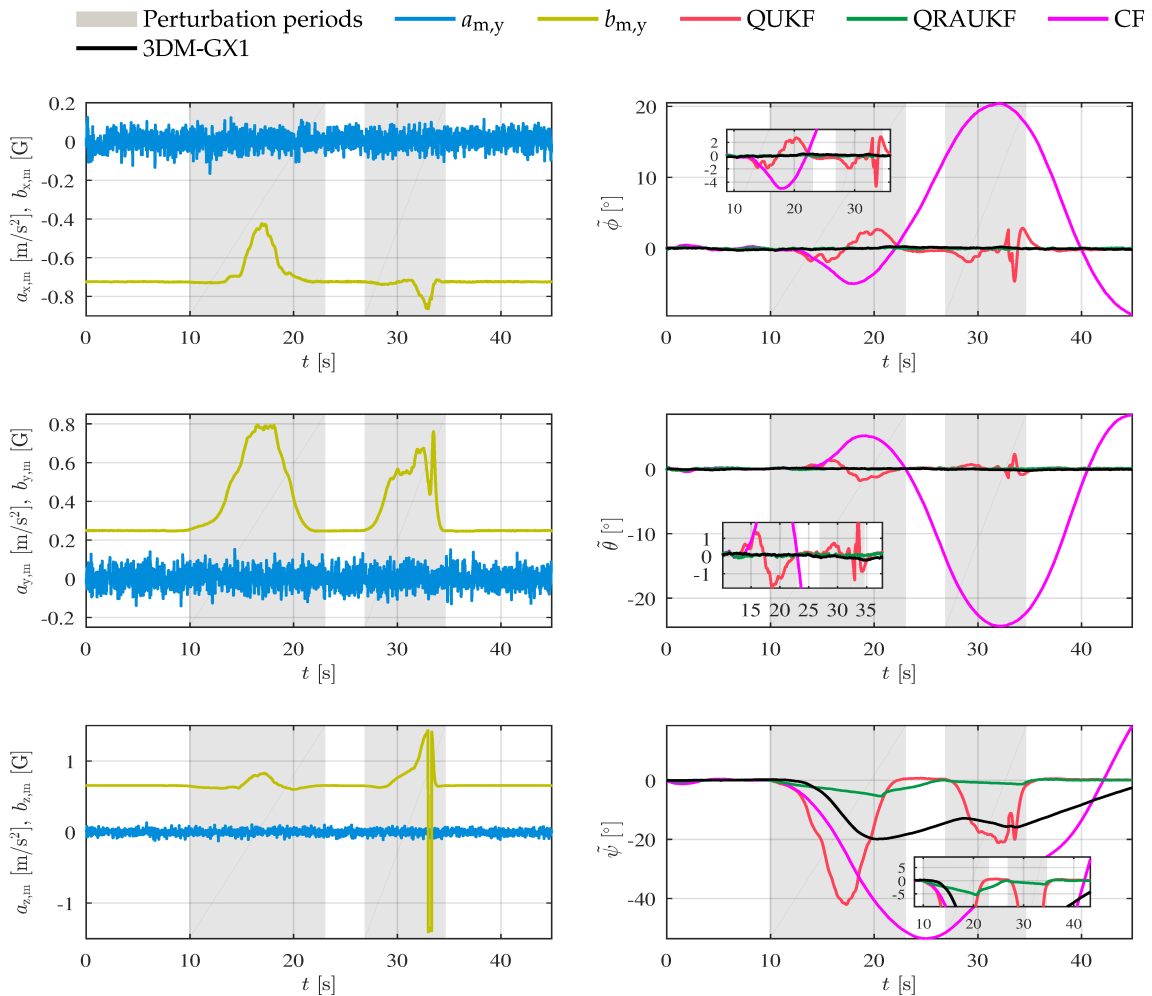 Perturbation periods a_m,y b_m,y QUKF QRAUKF CF
3DM-GX1
a_x,m [m/s²], b_x,m [G]
0.2
0
-0.2
-0.4
-0.6
-0.8
0 10 20 30 40
t [s]
ϕ̃ [°]
20
10
0
2
0
-2
-4
10 20 30
0 10 20 30 40
t [s]
a_y,m [m/s²], b_y,m [G]
0.8
0.6
0.4
0.2
0
-0.2
0 10 20 30 40
t [s]
θ̃ [°]
0
-10
-20
1
0
-1
15 20 25 30 35
0 10 20 30 40
t [s]
a_z,m [m/s²], b_z,m [G]
1
0
-1
0 10 20 30 40
t [s]
ψ̃ [°]
0
-20
-40
5
0
-5
10 20 30 40
0 10 20 30 40
t [s]